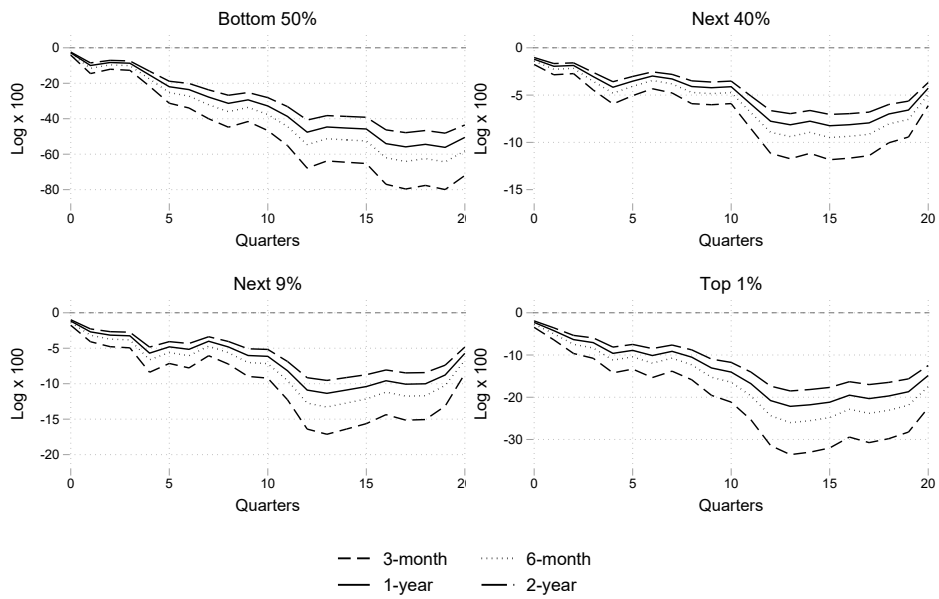 Bottom 50%
0
-20
-40
-60
-80
Log x 100
0 5 10 15 20
Quarters
Next 40%
0
-5
-10
-15
Log x 100
0 5 10 15 20
Quarters
Next 9%
0
-5
-10
-15
-20
Log x 100
0 5 10 15 20
Quarters
Top 1%
0
-10
-20
-30
Log x 100
0 5 10 15 20
Quarters
3-month 6-month
1-year 2-year